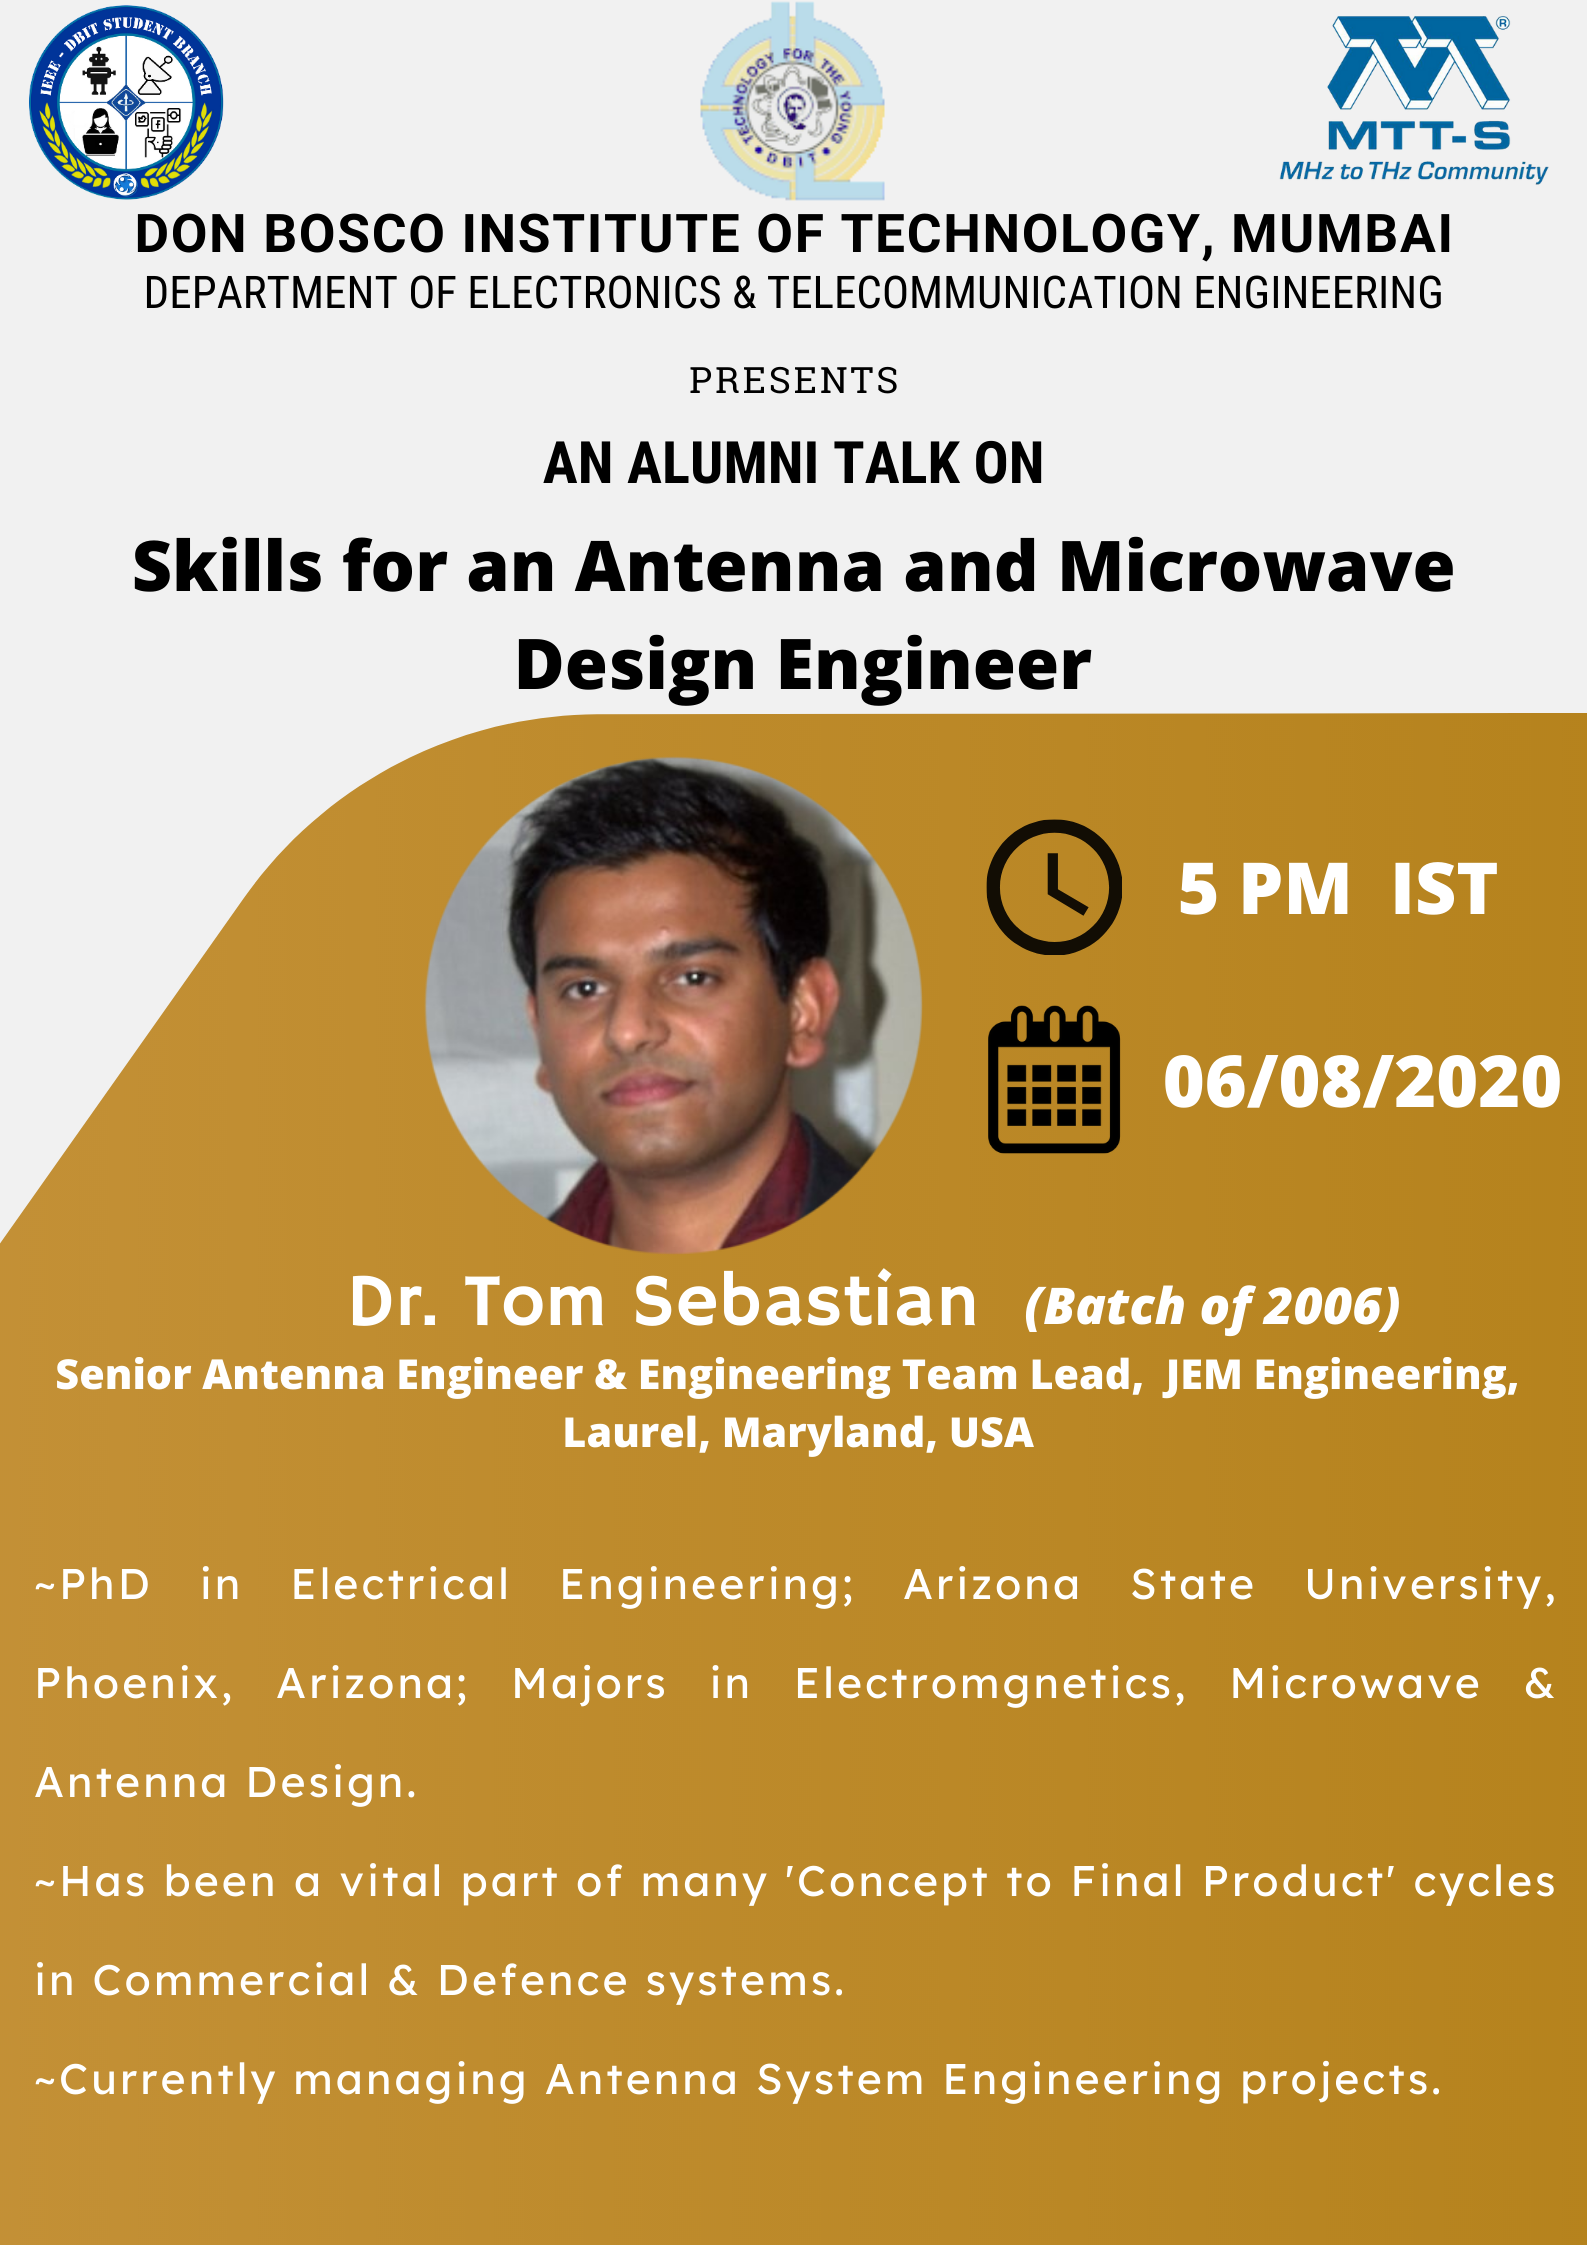 IEEE - DBIT STUDENT BRANCH
TECHNOLOGY FOR THE YOUNG
• DBIT •
®
MTT-S
MHz to THz Community
DON BOSCO INSTITUTE OF TECHNOLOGY, MUMBAI
DEPARTMENT OF ELECTRONICS & TELECOMMUNICATION ENGINEERING
PRESENTS
AN ALUMNI TALK ON
Skills for an Antenna and Microwave
Design Engineer
5 PM IST
06/08/2020
Dr. Tom Sebastian (Batch of 2006)
Senior Antenna Engineer & Engineering Team Lead, JEM Engineering,
Laurel, Maryland, USA
~PhD in Electrical Engineering; Arizona State University,
Phoenix, Arizona; Majors in Electromgnetics, Microwave &
Antenna Design.
~Has been a vital part of many 'Concept to Final Product' cycles
in Commercial & Defence systems.
~Currently managing Antenna System Engineering projects.